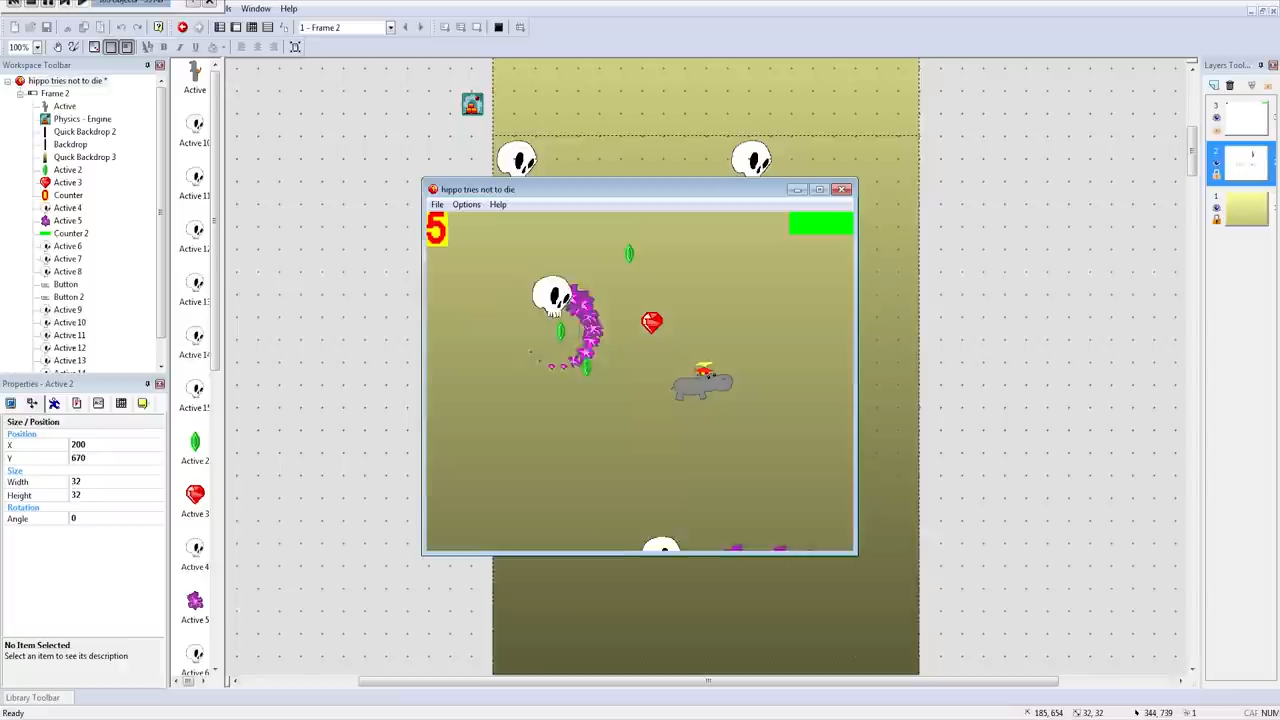 Window Help
1 - Frame 2
100%
Workspace Toolbar
Layers Tool...
hippo tries not to die *
Frame 2
Active
Physics - Engine
Quick Backdrop 2
Backdrop
Quick Backdrop 3
Active 2
Active 3
Counter
Active 4
Active 5
Counter 2
Active 6
Active 7
Active 8
Button
Button 2
Active 9
Active 10
Active 11
Active 12
Active 13
Active
Active 10
Active 11
Active 12
Active 13
Active 14
Active 15
Active 2
Active 3
Active 4
Active 5
Active 6
3
2
1
hippo tries not to die
File Options Help
5
Properties - Active 2
Size / Position
Position
X 200
Y 670
Size
Width 32
Height 32
Rotation
Angle 0
No Item Selected
Select an item to see its description
Library Toolbar
Ready
185, 654
32, 32
344, 739
1
CAP NUM